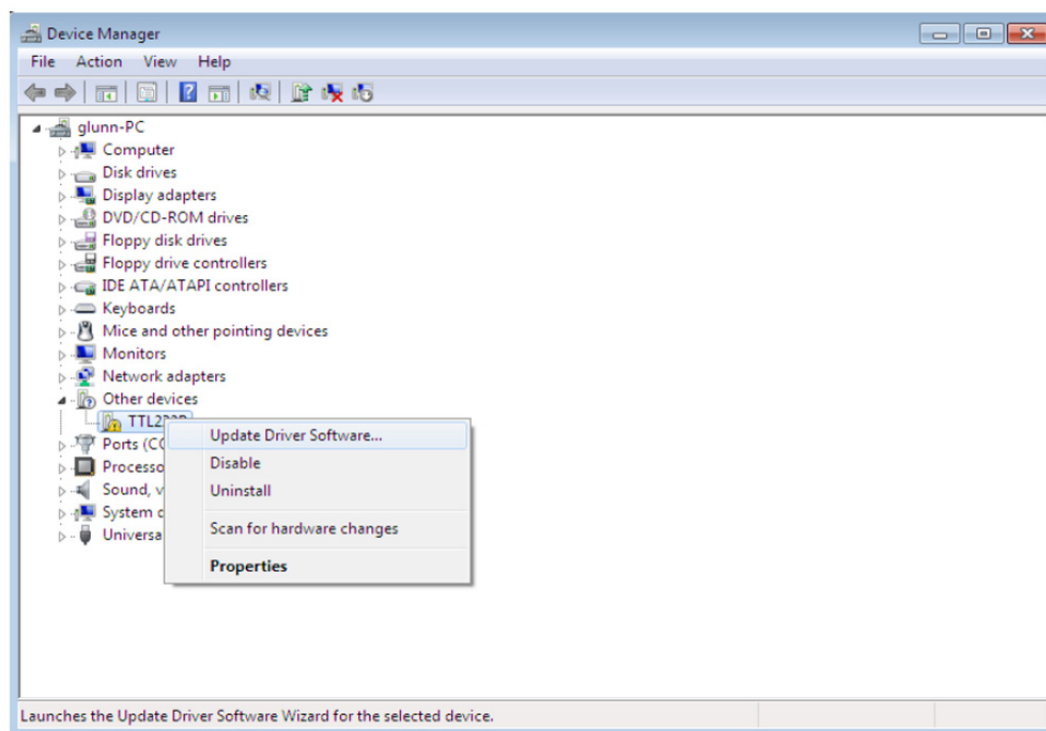 Device Manager
File Action View Help
glunn-PC
Computer
Disk drives
Display adapters
DVD/CD-ROM drives
Floppy disk drives
Floppy drive controllers
IDE ATA/ATAPI controllers
Keyboards
Mice and other pointing devices
Monitors
Network adapters
Other devices
Update Driver Software...
Ports
Disable
Uninstall
Sound,
System
Scan for hardware changes
Properties
Launches the Update Driver Software Wizard for the selected device.